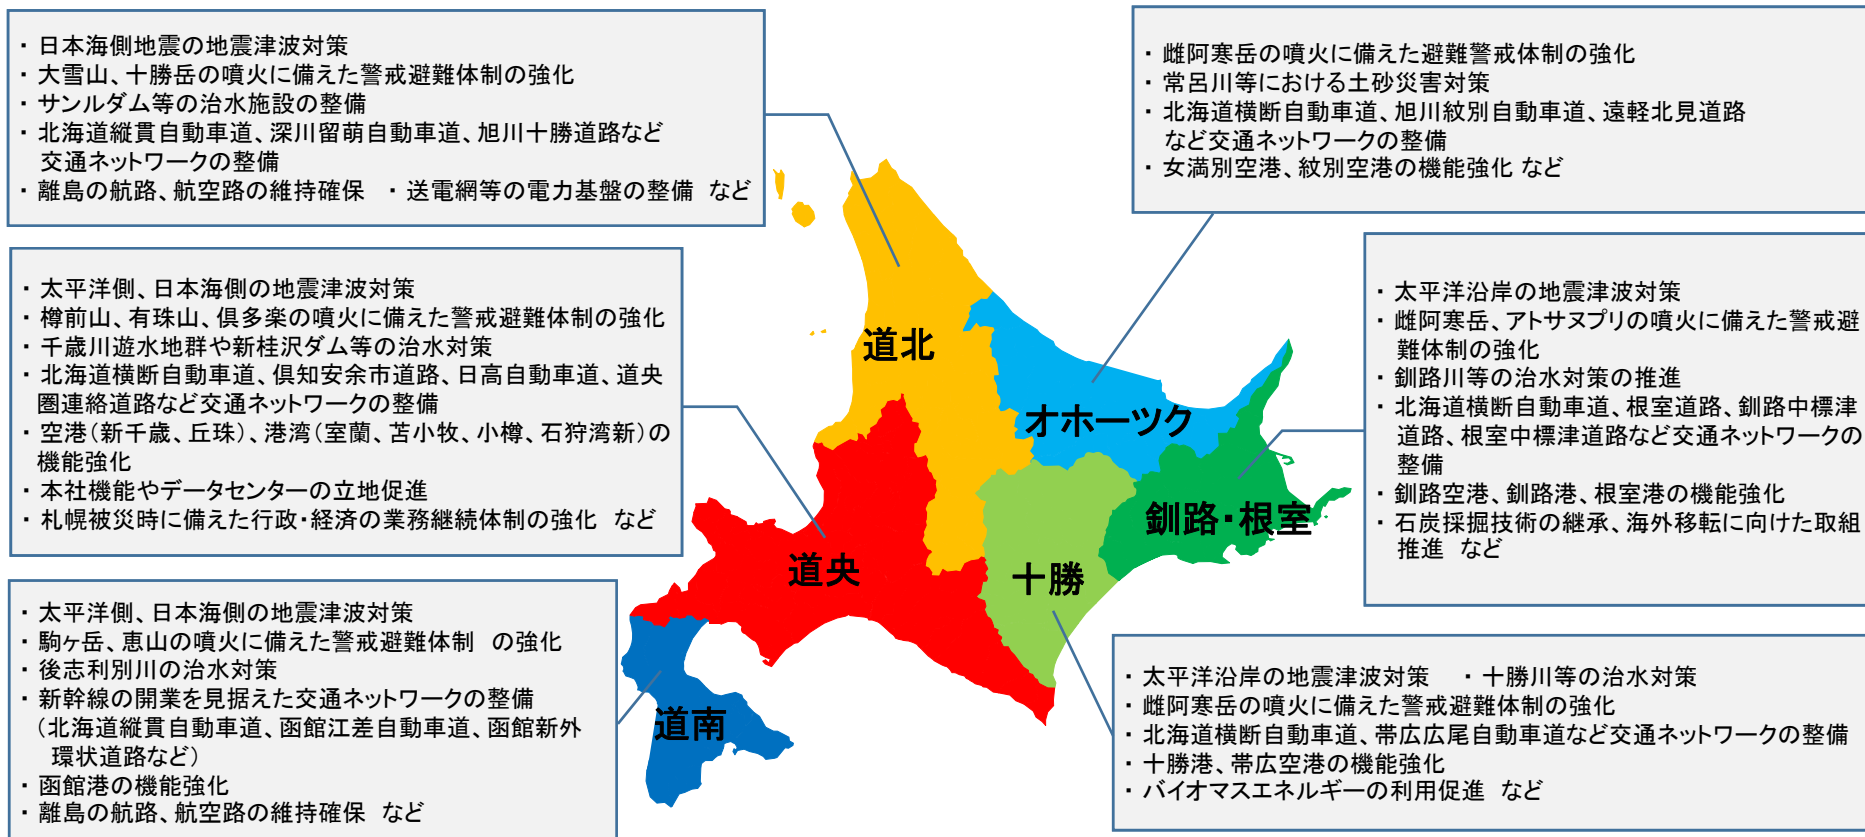 ・ 日本海側地震の地震津波対策
・ 大雪山、十勝岳の噴火に備えた警戒避難体制の強化
・ サンルダム等の治水施設の整備
・ 北海道縦貫自動車道、深川留萌自動車道、旭川十勝道路など
交通ネットワークの整備
・ 離島の航路、航空路の維持確保 ・ 送電網等の電力基盤の整備 など
・ 雌阿寒岳の噴火に備えた避難警戒体制の強化
・ 常呂川等における土砂災害対策
・ 北海道横断自動車道、旭川紋別自動車道、遠軽北見道路
など交通ネットワークの整備
・ 女満別空港、紋別空港の機能強化 など
・ 太平洋側、日本海側の地震津波対策
・ 樽前山、有珠山、倶多楽の噴火に備えた警戒避難体制の強化
・ 千歳川遊水地群や新桂沢ダム等の治水対策
・ 北海道横断自動車道、倶知安余市道路、日高自動車道、道央
圏連絡道路など交通ネットワークの整備
・ 空港(新千歳、丘珠)、港湾(室蘭、苫小牧、小樽、石狩湾新)の
機能強化
・ 本社機能やデータセンターの立地促進
・ 札幌被災時に備えた行政・経済の業務継続体制の強化 など
・ 太平洋沿岸の地震津波対策
・ 雌阿寒岳、アトサヌプリの噴火に備えた警戒避
難体制の強化
・ 釧路川等の治水対策の推進
・ 北海道横断自動車道、根室道路、釧路中標津
道路、根室中標津道路など交通ネットワークの
整備
・ 釧路空港、釧路港、根室港の機能強化
・ 石炭採掘技術の継承、海外移転に向けた取組
推進 など
道北
オホーツク
釧路・根室
道央
十勝
道南
・ 太平洋側、日本海側の地震津波対策
・ 駒ヶ岳、恵山の噴火に備えた警戒避難体制 の強化
・ 後志利別川の治水対策
・ 新幹線の開業を見据えた交通ネットワークの整備
(北海道縦貫自動車道、函館江差自動車道、函館新外
環状道路など)
・ 函館港の機能強化
・ 離島の航路、航空路の維持確保 など
・ 太平洋沿岸の地震津波対策 ・ 十勝川等の治水対策
・ 雌阿寒岳の噴火に備えた警戒避難体制の強化
・ 北海道横断自動車道、帯広広尾自動車道など交通ネットワークの整備
・ 十勝港、帯広空港の機能強化
・ バイオマスエネルギーの利用促進 など